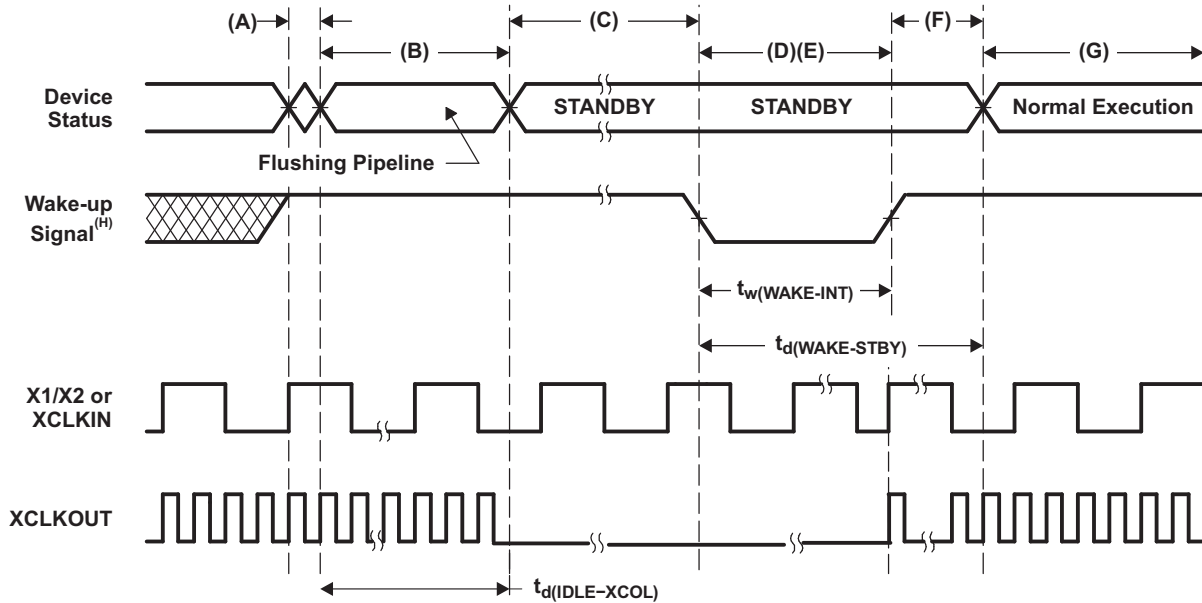 (A)
(C)
(F)
(B)
(D)(E)
(G)
Device
Status
STANDBY
STANDBY
Normal Execution
Flushing Pipeline
Wake-up
Signal(H)
tw(WAKE-INT)
td(WAKE-STBY)
X1/X2 or
XCLKIN
XCLKOUT
td(IDLE−XCOL)